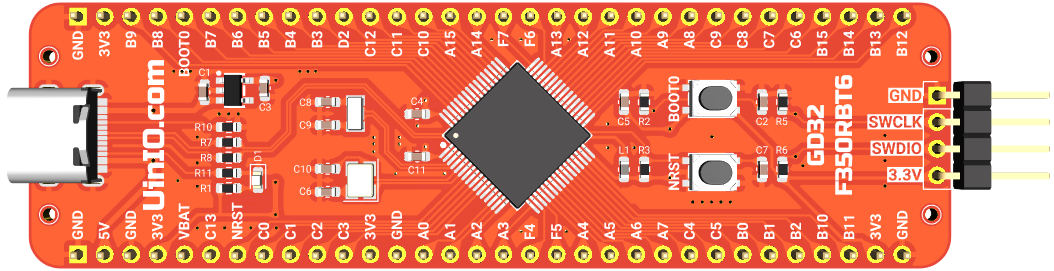 GND 3V3 B9 B8 BOOT0 B7 B6 B5 B4 B3 D2 C12 C11 C10 A15 A14 F7 F6 A13 A12 A11 A10 A9 A8 C9 C8 C7 C6 B15 B14 B13 B12
Uini0.com
C1
C3
R10
R7
R8
R11
R1
D1
C8
C9
C10
C6
C4
C11
C5 R2
BOOT0
C2 R5
L1 R3
NRST
C7 R6
GD32
F350RBT6
GND
SWCLK
SWDIO
3.3V
GND 5V GND 3V3 VBAT C13 NRST C0 C1 C2 C3 3V3 GND A0 A1 A2 A3 F4 F5 A4 A5 A6 A7 C4 C5 B0 B1 B2 B10 B11 3V3 GND